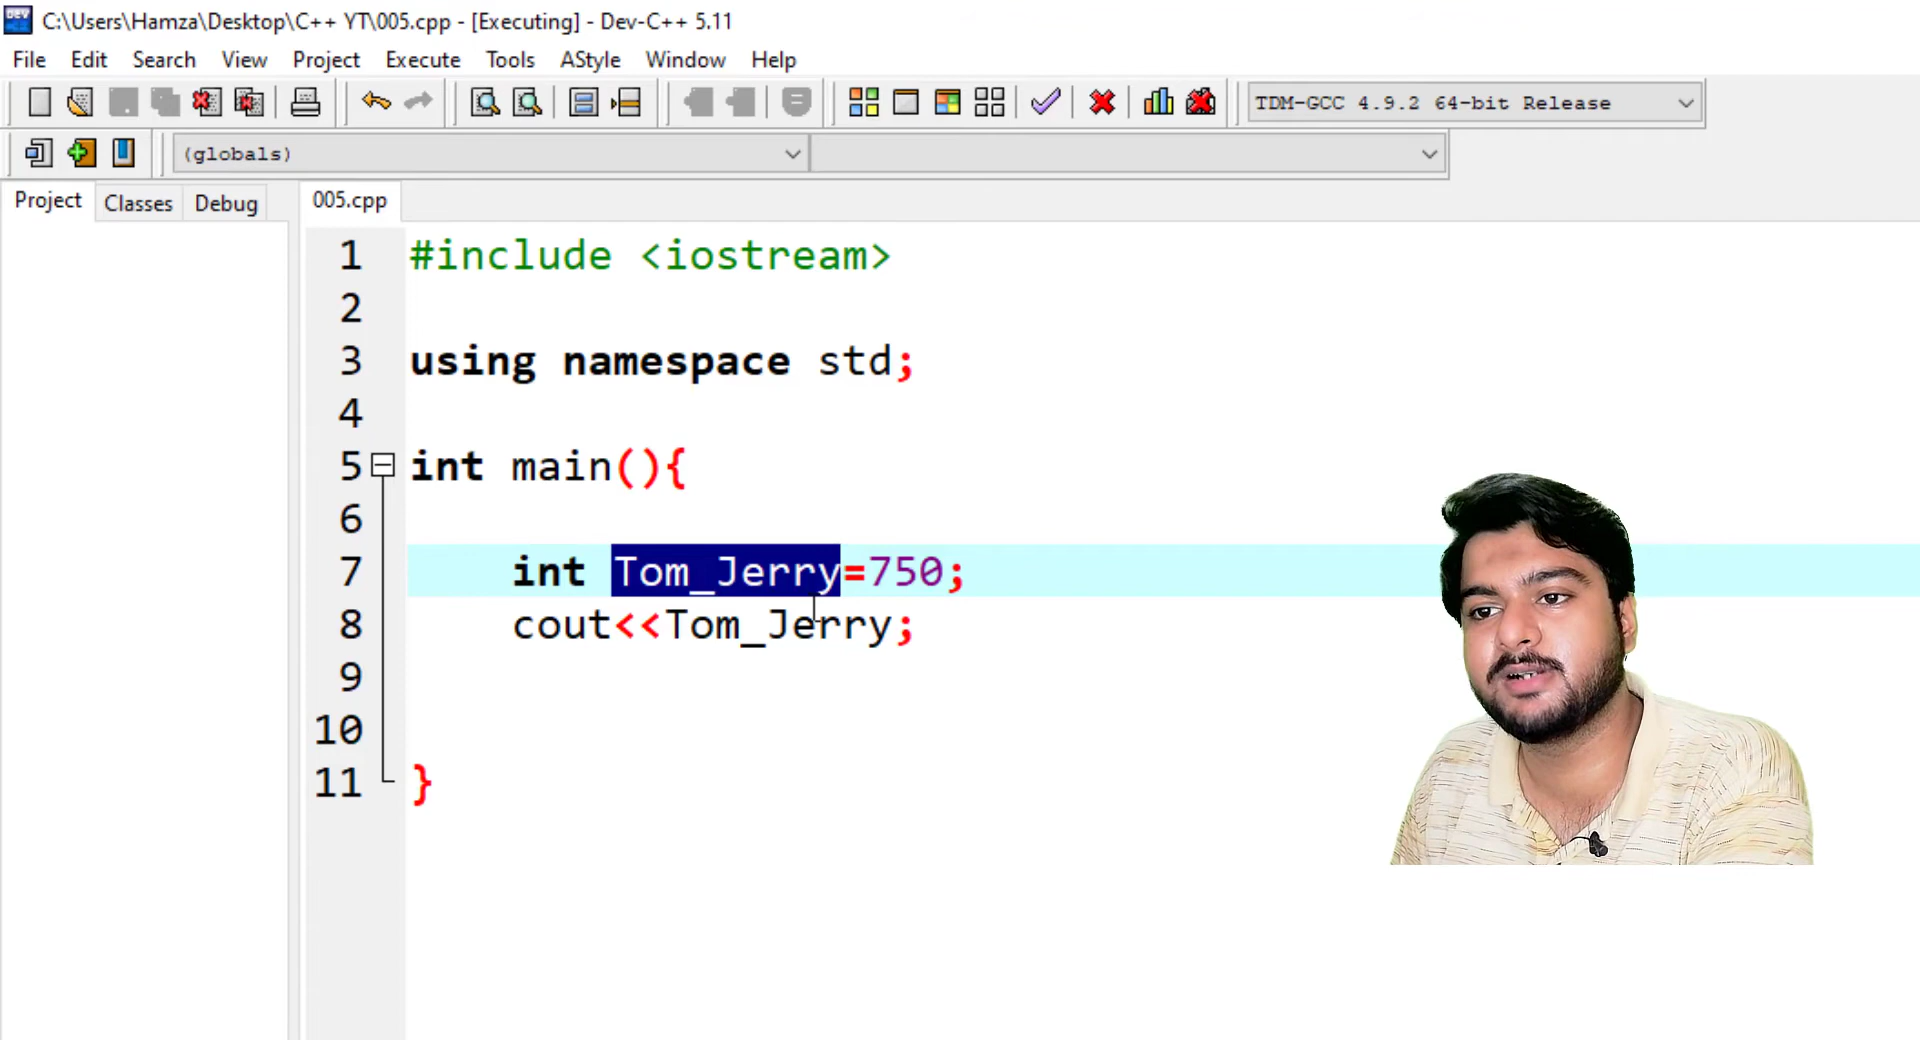 C:\Users\Hamza\Desktop\C++ YT\005.cpp - [Executing] - Dev-C++ 5.11
File Edit Search View Project Execute Tools AStyle Window Help
TDM-GCC 4.9.2 64-bit Release
(globals)
Project Classes Debug 005.cpp
1 #include <iostream>
2
3 using namespace std;
4
5 int main(){
6
7 int Tom_Jerry=750;
8 cout<<Tom_Jerry;
9
10
11 }